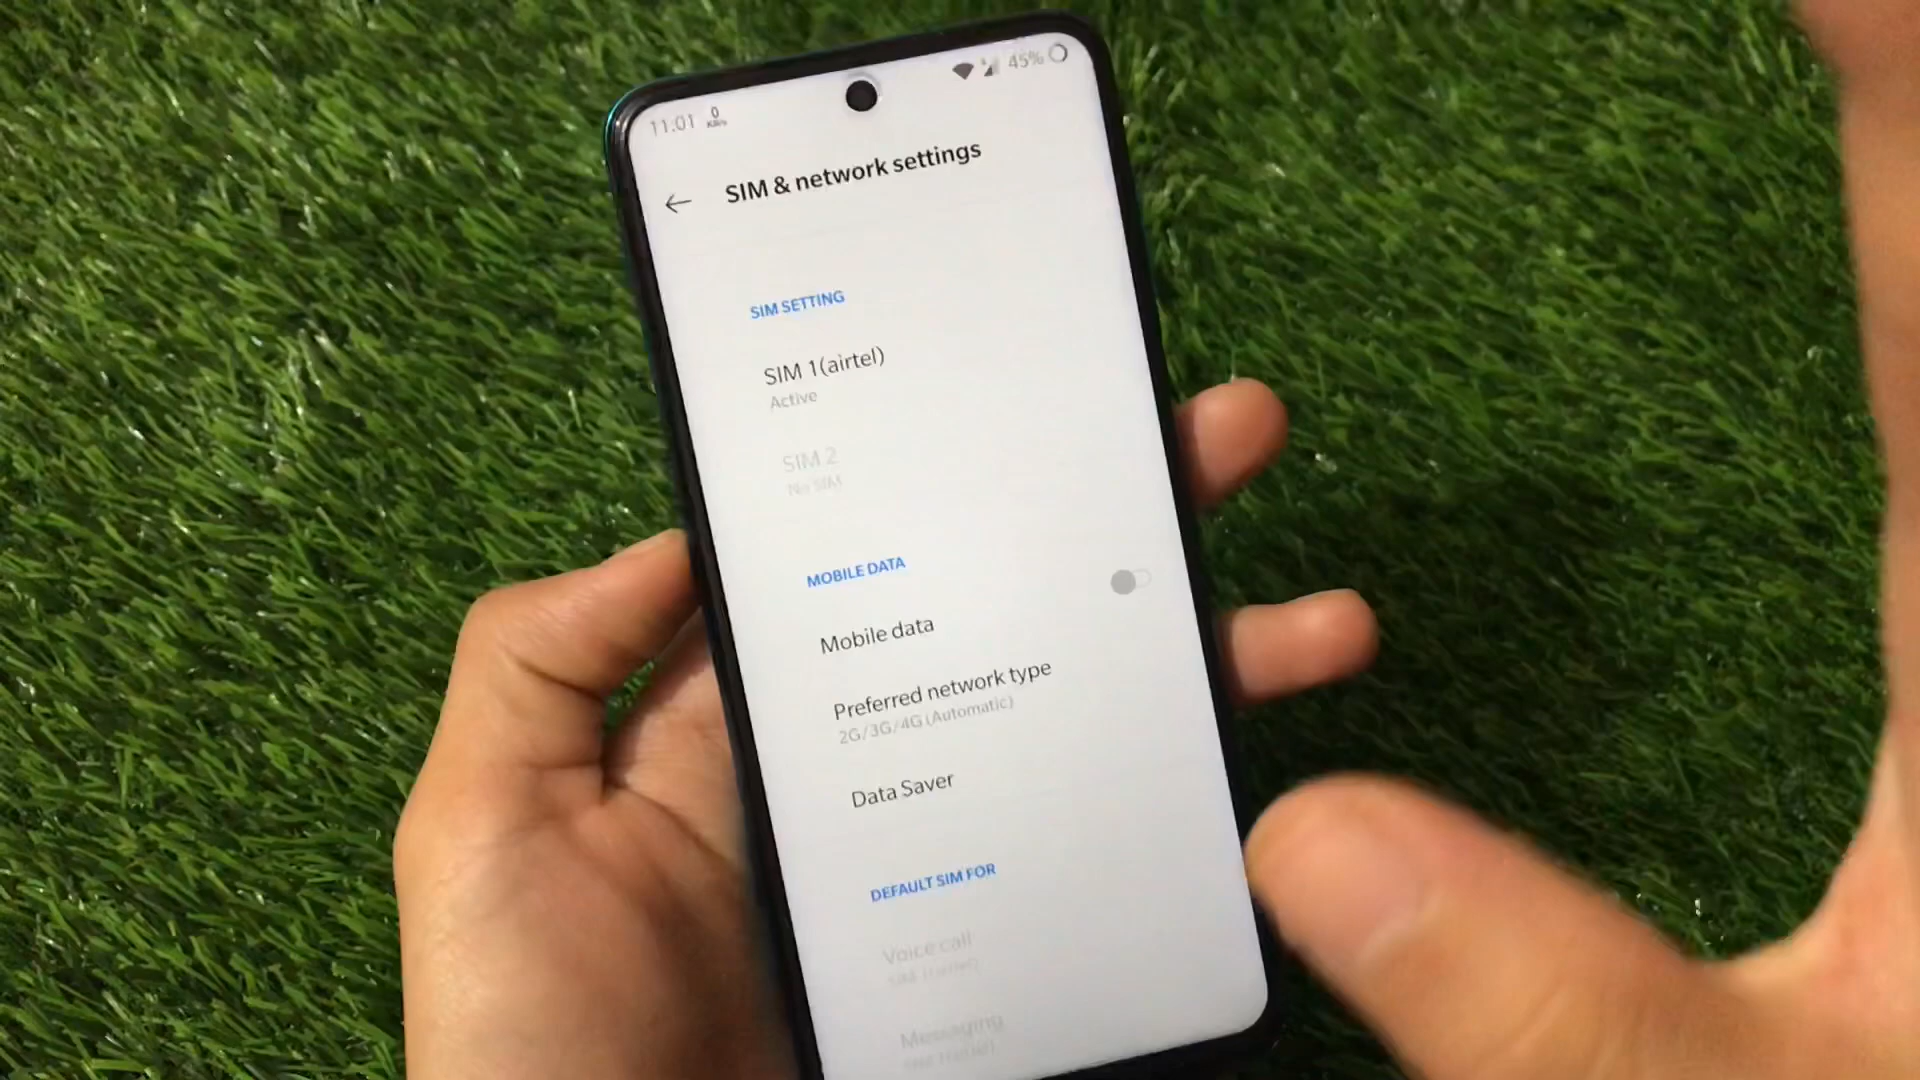 11:01 0 KB/s 45%
SIM & network settings
SIM SETTING
SIM 1(airtel)
Active
SIM 2
No SIM
MOBILE DATA
Mobile data
Preferred network type
2G/3G/4G (Automatic)
Data Saver
DEFAULT SIM FOR
Voice call
Messaging